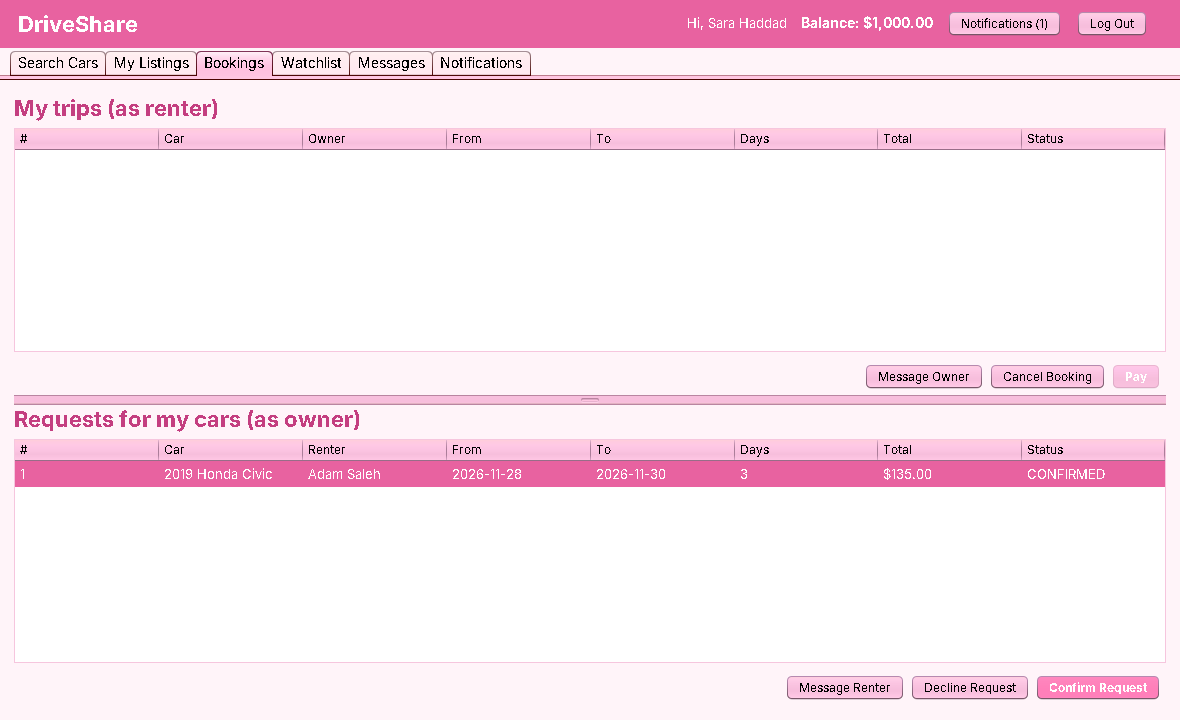 DriveShare
Hi, Sara Haddad Balance: $1,000.00 Notifications (1) Log Out
Search Cars My Listings Bookings Watchlist Messages Notifications
My trips (as renter)
# Car Owner From To Days Total Status
Message Owner Cancel Booking Pay
Requests for my cars (as owner)
# Car Renter From To Days Total Status
1 2019 Honda Civic Adam Saleh 2026-11-28 2026-11-30 3 $135.00 CONFIRMED
Message Renter Decline Request Confirm Request